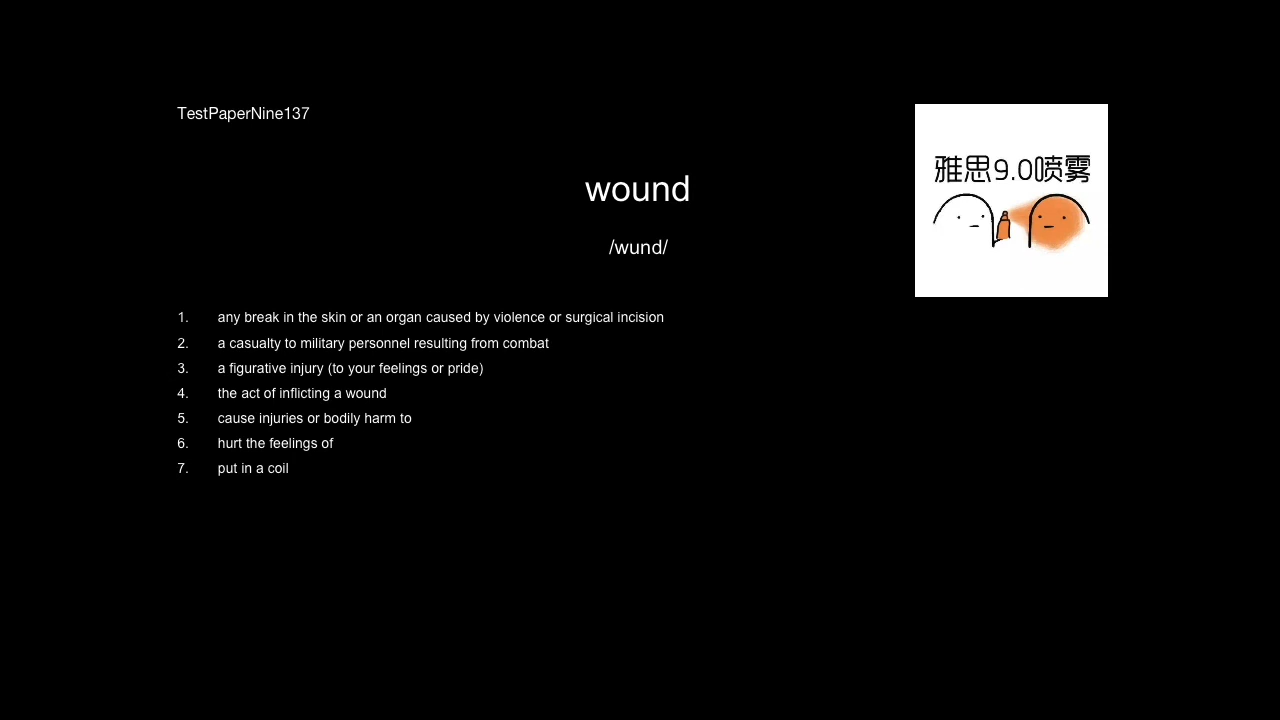 TestPaperNine137
雅思9.0喷雾
wound
/wund/
1. any break in the skin or an organ caused by violence or surgical incision
2. a casualty to military personnel resulting from combat
3. a figurative injury (to your feelings or pride)
4. the act of inflicting a wound
5. cause injuries or bodily harm to
6. hurt the feelings of
7. put in a coil